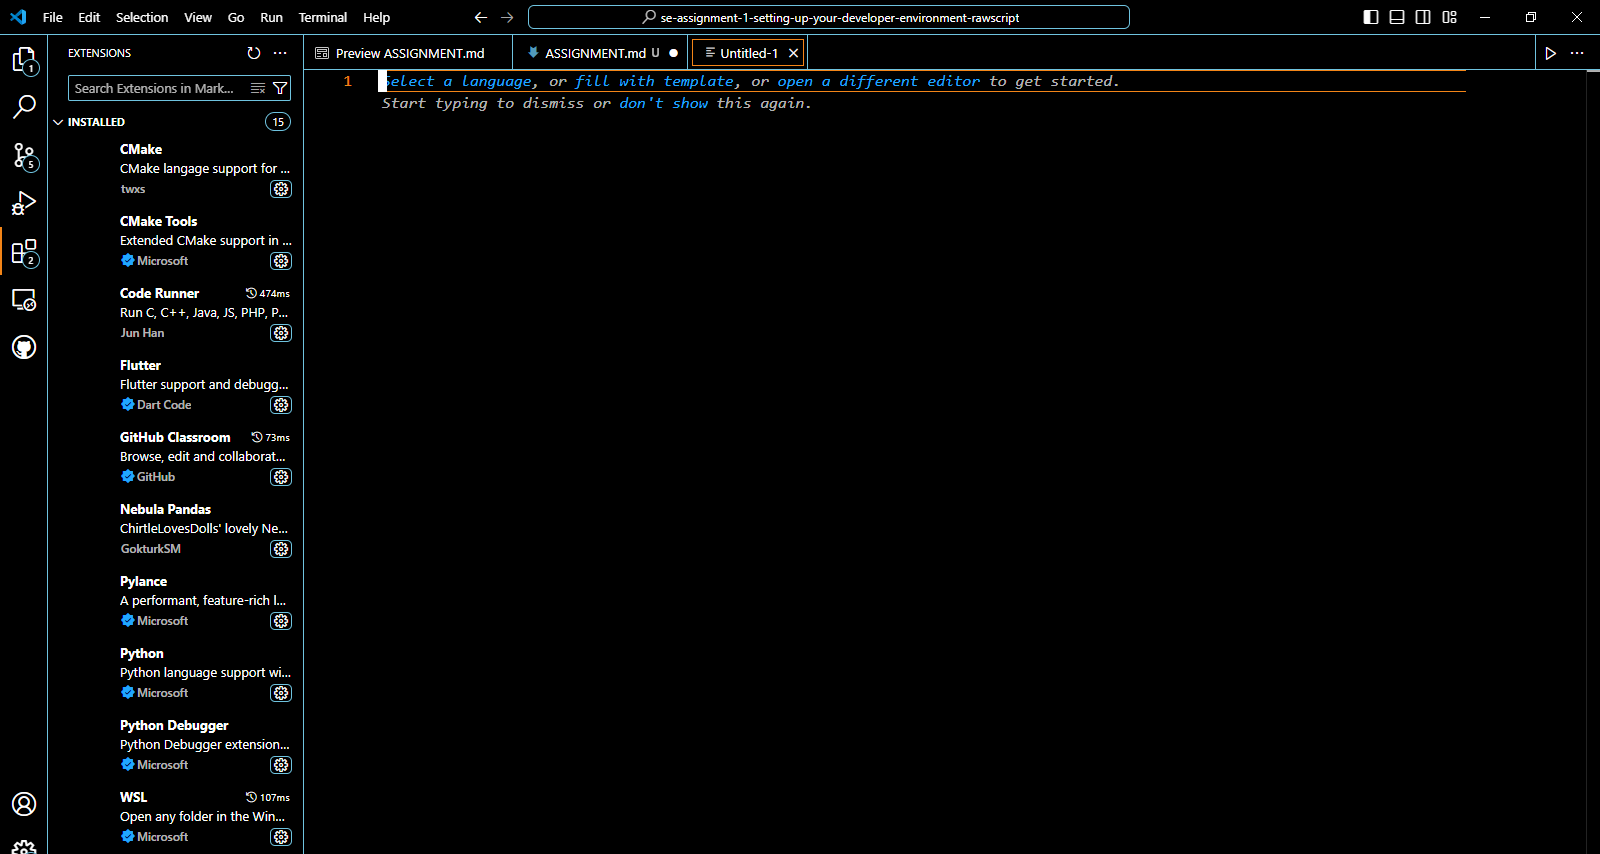 File Edit Selection View Go Run Terminal Help
se-assignment-1-setting-up-your-developer-environment-rawscript
EXTENSIONS
Preview ASSIGNMENT.md
ASSIGNMENT.md U
Untitled-1
1
5
2
Search Extensions in Mark...
INSTALLED
15
CMake
CMake langage support for ...
twxs
CMake Tools
Extended CMake support in ...
Microsoft
Code Runner 474ms
Run C, C++, Java, JS, PHP, P...
Jun Han
Flutter
Flutter support and debugg...
Dart Code
GitHub Classroom 73ms
Browse, edit and collaborat...
GitHub
Nebula Pandas
ChirtleLovesDolls' lovely Ne...
GokturkSM
Pylance
A performant, feature-rich l...
Microsoft
Python
Python language support wi...
Microsoft
Python Debugger
Python Debugger extension...
Microsoft
WSL 107ms
Open any folder in the Win...
Microsoft
1
Select a language, or fill with template, or open a different editor to get started.
Start typing to dismiss or don't show this again.